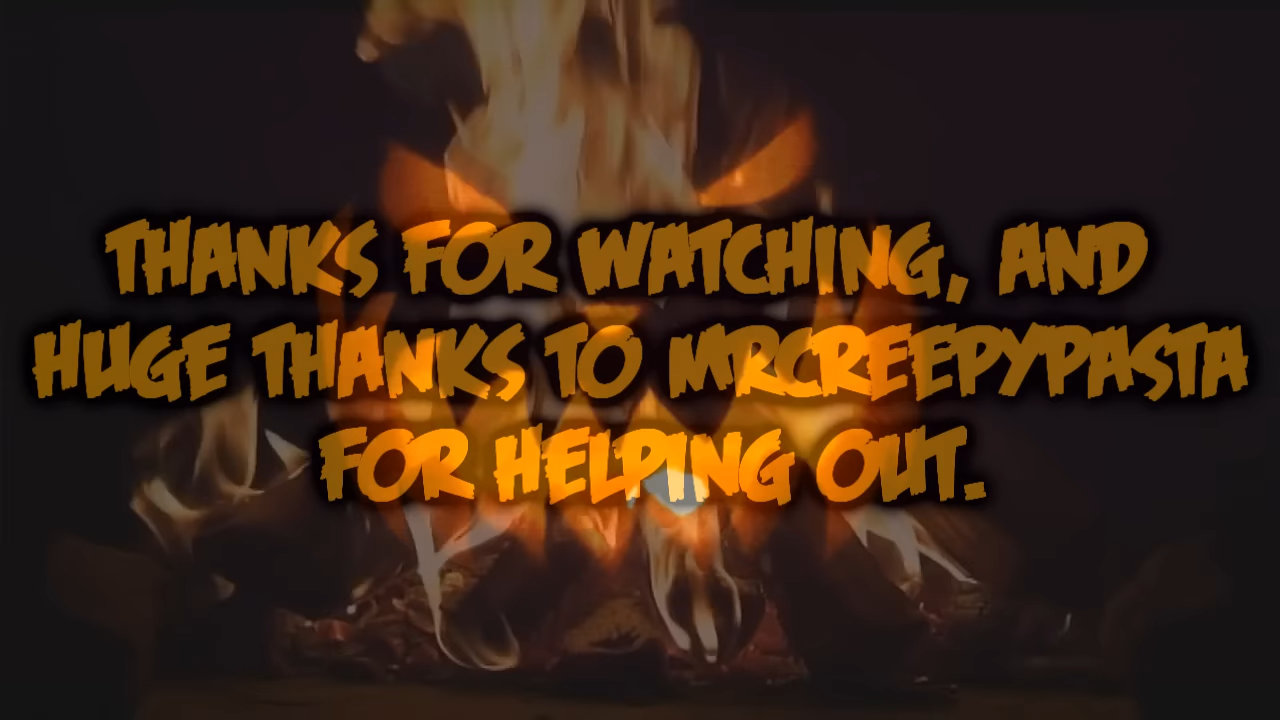 THANKS FOR WATCHING, AND
HUGE THANKS TO MRCREEPYPASTA
FOR HELPING OUT.